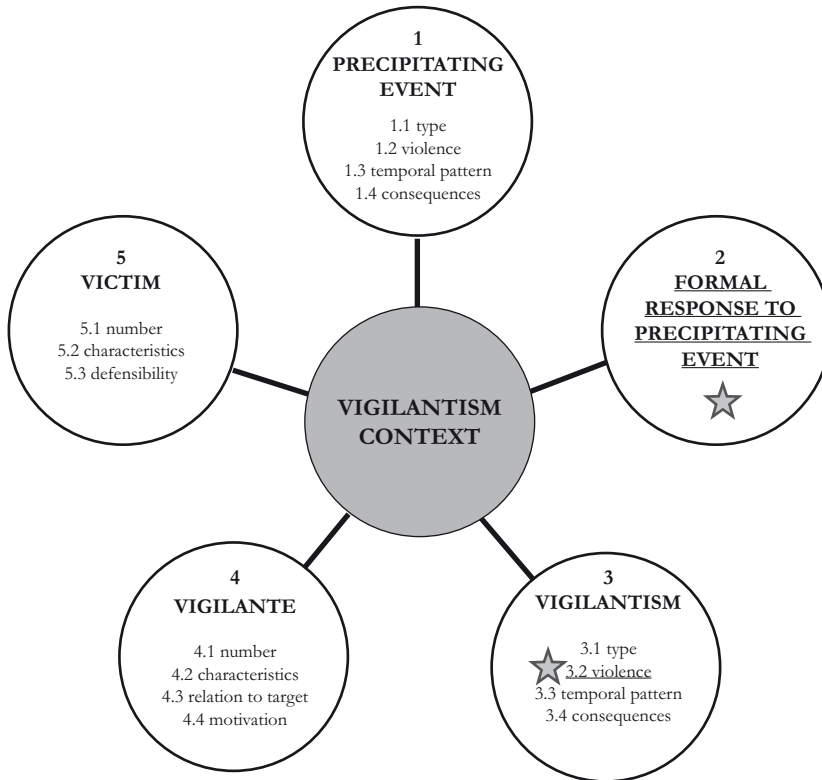 1
PRECIPITATING
EVENT
1.1 type
1.2 violence
1.3 temporal pattern
1.4 consequences
2
FORMAL
RESPONSE TO
PRECIPITATING
EVENT
3
VIGILANTISM
3.1 type
3.2 violence
3.3 temporal pattern
3.4 consequences
4
VIGILANTE
4.1 number
4.2 characteristics
4.3 relation to target
4.4 motivation
5
VICTIM
5.1 number
5.2 characteristics
5.3 defensibility
VIGILANTISM
CONTEXT